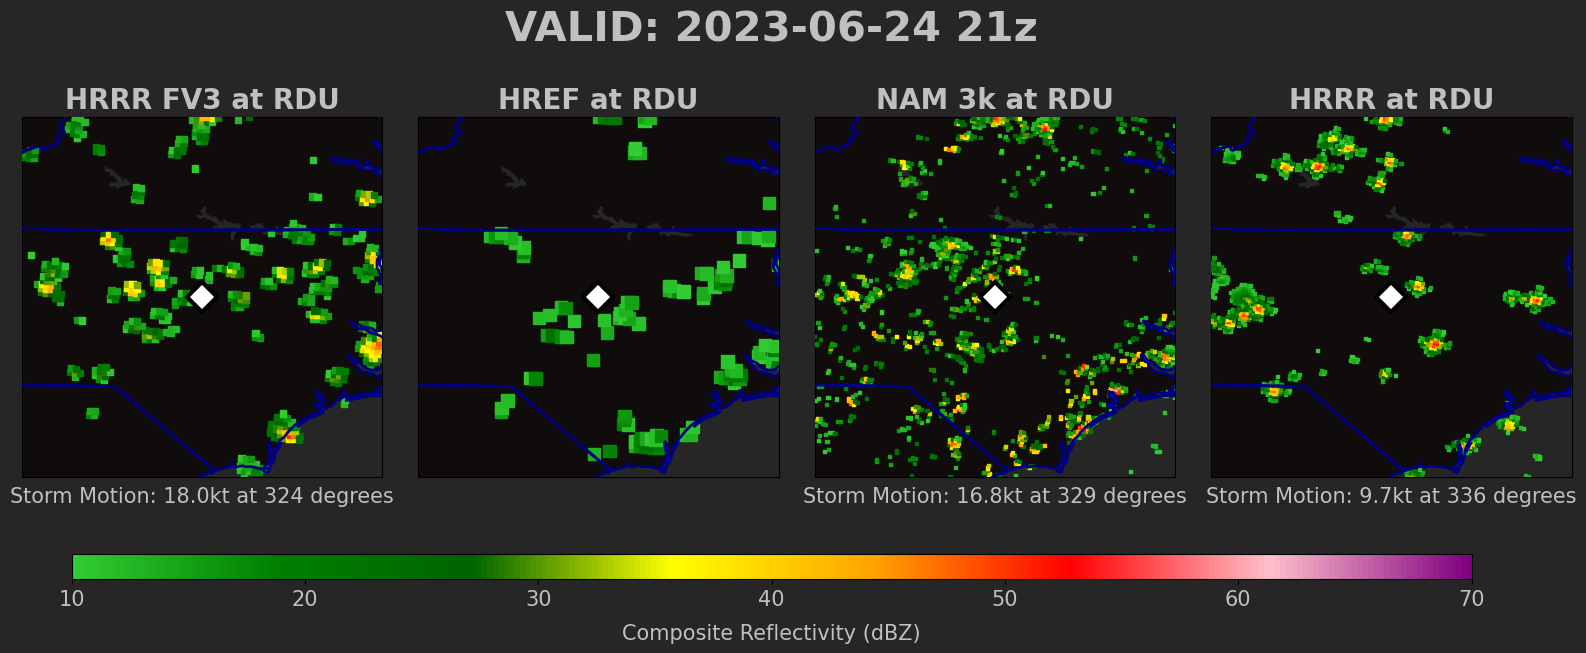 VALID: 2023-06-24 21z
HRRR FV3 at RDU
HREF at RDU
NAM 3k at RDU
HRRR at RDU
Storm Motion: 18.0kt at 324 degrees
Storm Motion: 16.8kt at 329 degrees
Storm Motion: 9.7kt at 336 degrees
10 20 30 40 50 60 70
Composite Reflectivity (dBZ)